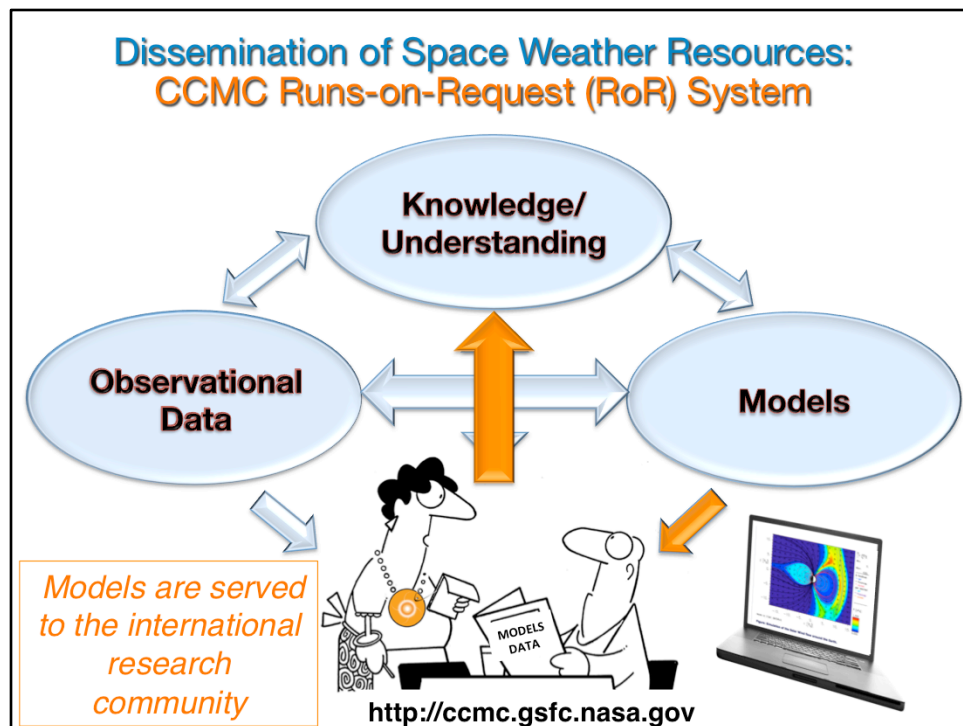 Dissemination of Space Weather Resources:
CCMC Runs-on-Request (RoR) System
Knowledge/
Understanding
Observational
Data
Models
Models are served
to the international
research
community
MODELS
DATA
http://ccmc.gsfc.nasa.gov